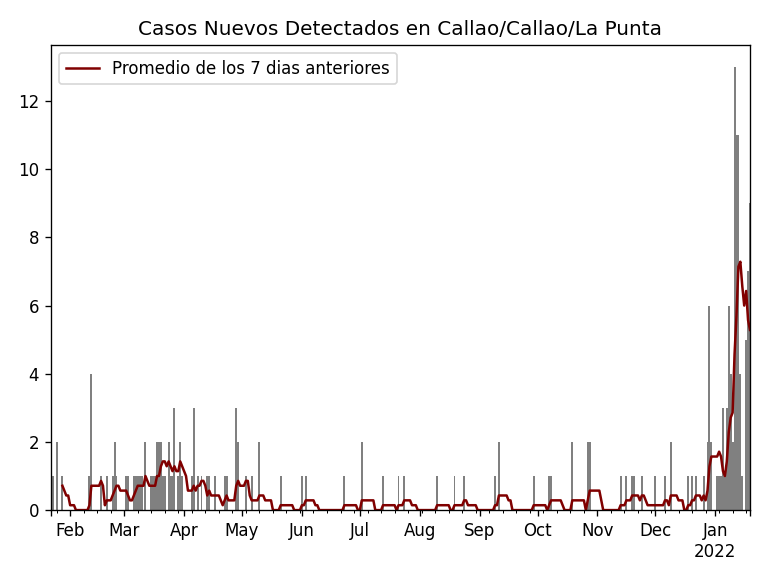 Casos Nuevos Detectados en Callao/Callao/La Punta
Promedio de los 7 dias anteriores
12
10
8
6
4
2
0
Feb Mar Apr May Jun Jul Aug Sep Oct Nov Dec Jan
2022